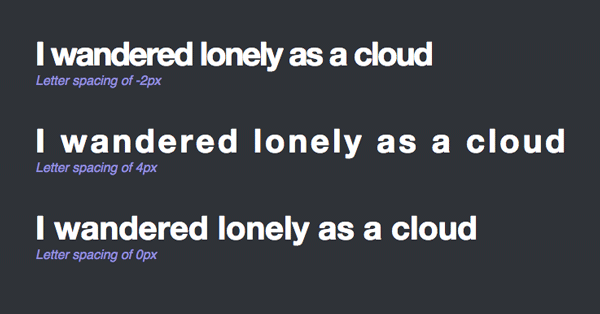 I wandered lonely as a cloud
Letter spacing of -2px
I wandered lonely as a cloud
Letter spacing of 4px
I wandered lonely as a cloud
Letter spacing of 0px